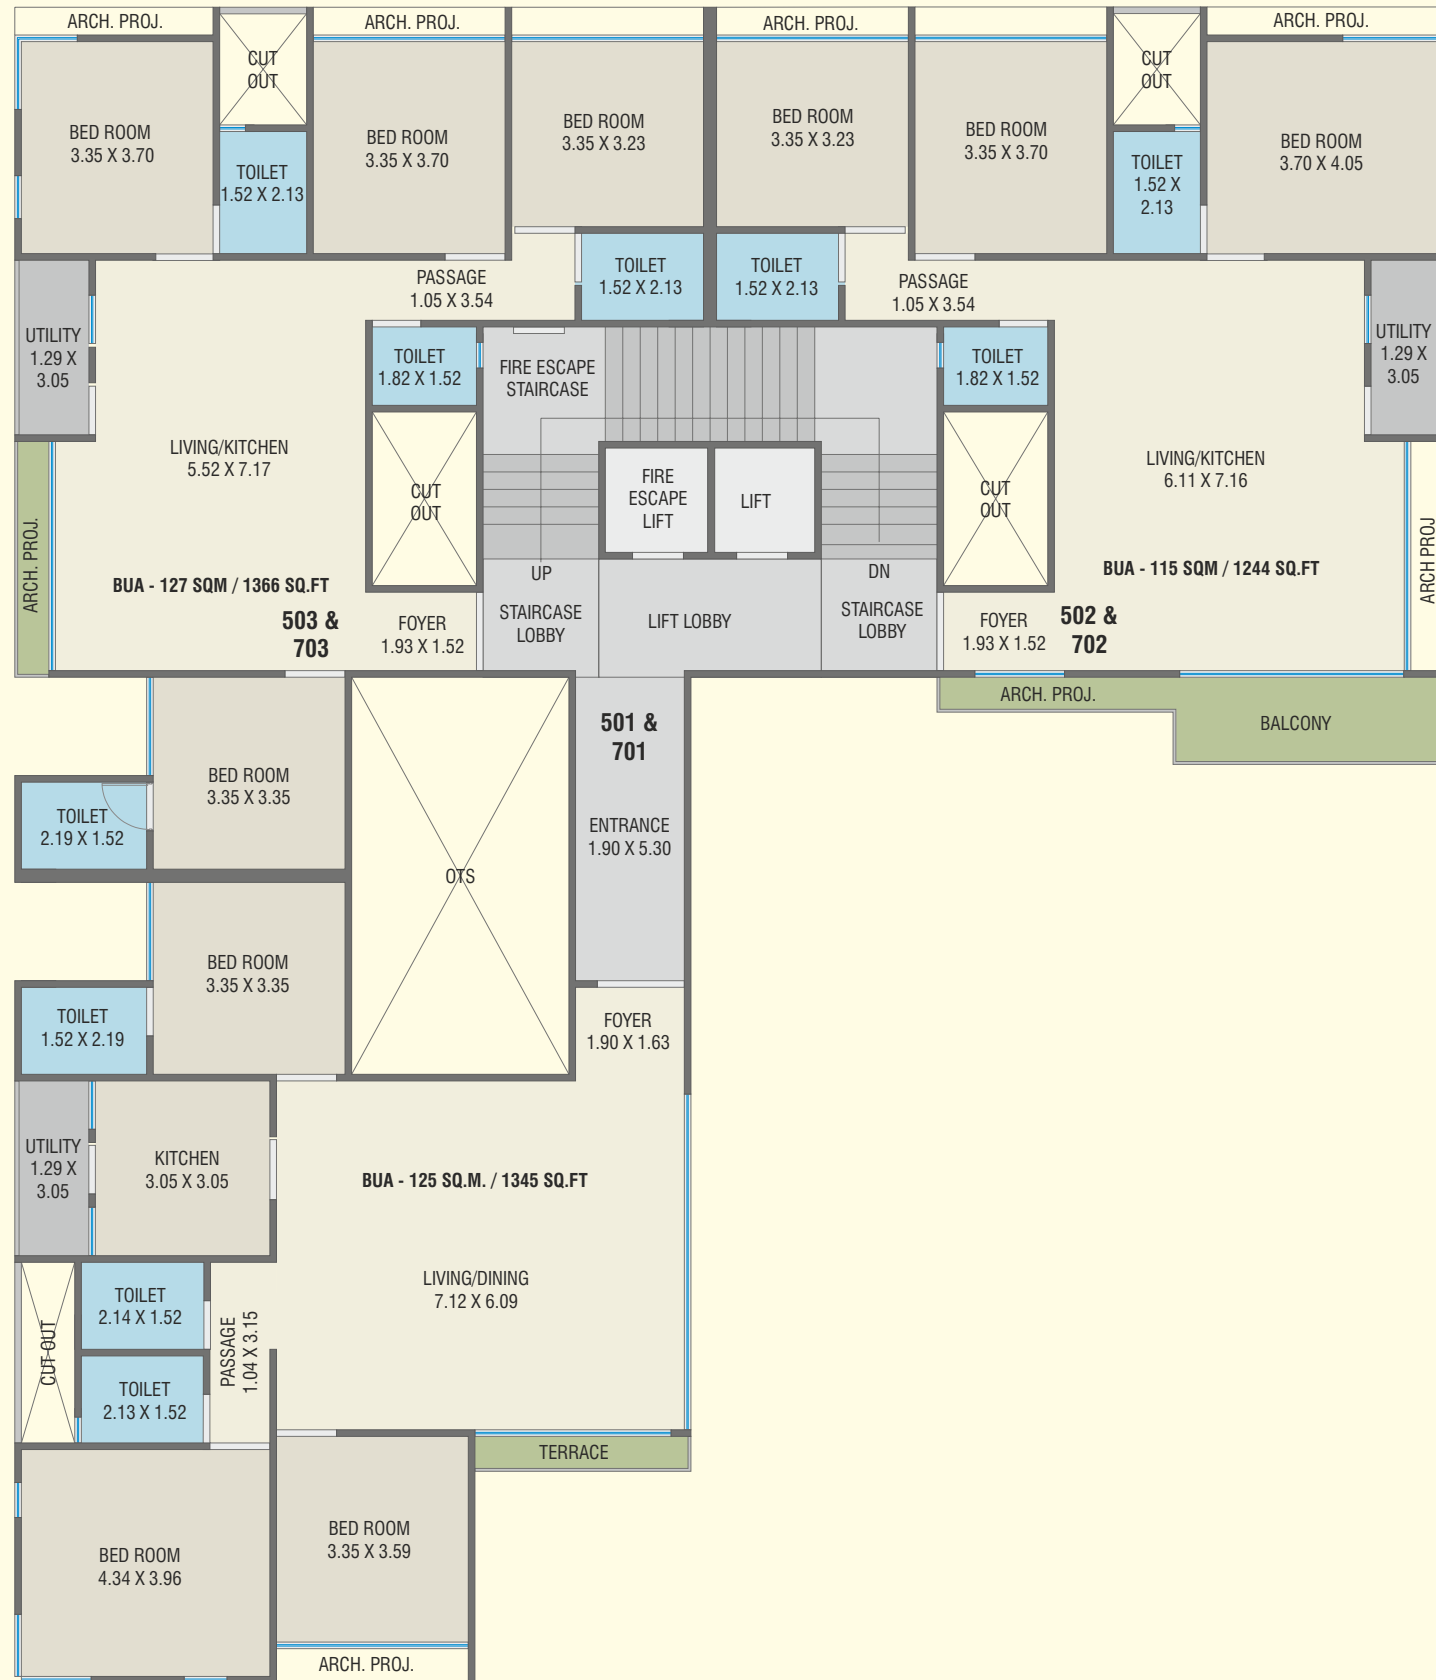 ARCH. PROJ.
ARCH. PROJ.
ARCH. PROJ.
ARCH. PROJ.
CUT
OUT
CUT
OUT
BED ROOM
3.35 X 3.70
TOILET
1.52 X 2.13
BED ROOM
3.35 X 3.70
BED ROOM
3.35 X 3.23
BED ROOM
3.35 X 3.23
BED ROOM
3.35 X 3.70
TOILET
1.52 X
2.13
BED ROOM
3.70 X 4.05
PASSAGE
1.05 X 3.54
TOILET
1.52 X 2.13
TOILET
1.52 X 2.13
PASSAGE
1.05 X 3.54
UTILITY
1.29 X
3.05
TOILET
1.82 X 1.52
FIRE ESCAPE
STAIRCASE
TOILET
1.82 X 1.52
UTILITY
1.29 X
3.05
LIVING/KITCHEN
5.52 X 7.17
CUT
OUT
FIRE
ESCAPE
LIFT
LIFT
CUT
OUT
LIVING/KITCHEN
6.11 X 7.16
ARCH. PROJ.
BUA - 127 SQM / 1366 SQ.FT
UP
DN
BUA - 115 SQM / 1244 SQ.FT
ARCH PROJ
503 &
703
FOYER
1.93 X 1.52
STAIRCASE
LOBBY
LIFT LOBBY
STAIRCASE
LOBBY
FOYER
1.93 X 1.52
502 &
702
ARCH. PROJ.
BALCONY
501 &
701
BED ROOM
3.35 X 3.35
TOILET
2.19 X 1.52
ENTRANCE
1.90 X 5.30
OTS
BED ROOM
3.35 X 3.35
TOILET
1.52 X 2.19
FOYER
1.90 X 1.63
UTILITY
1.29 X
3.05
KITCHEN
3.05 X 3.05
BUA - 125 SQ.M. / 1345 SQ.FT
LIVING/DINING
7.12 X 6.09
CUT OUT
TOILET
2.14 X 1.52
PASSAGE
1.04 X 3.15
TOILET
2.13 X 1.52
TERRACE
BED ROOM
4.34 X 3.96
BED ROOM
3.35 X 3.59
ARCH. PROJ.